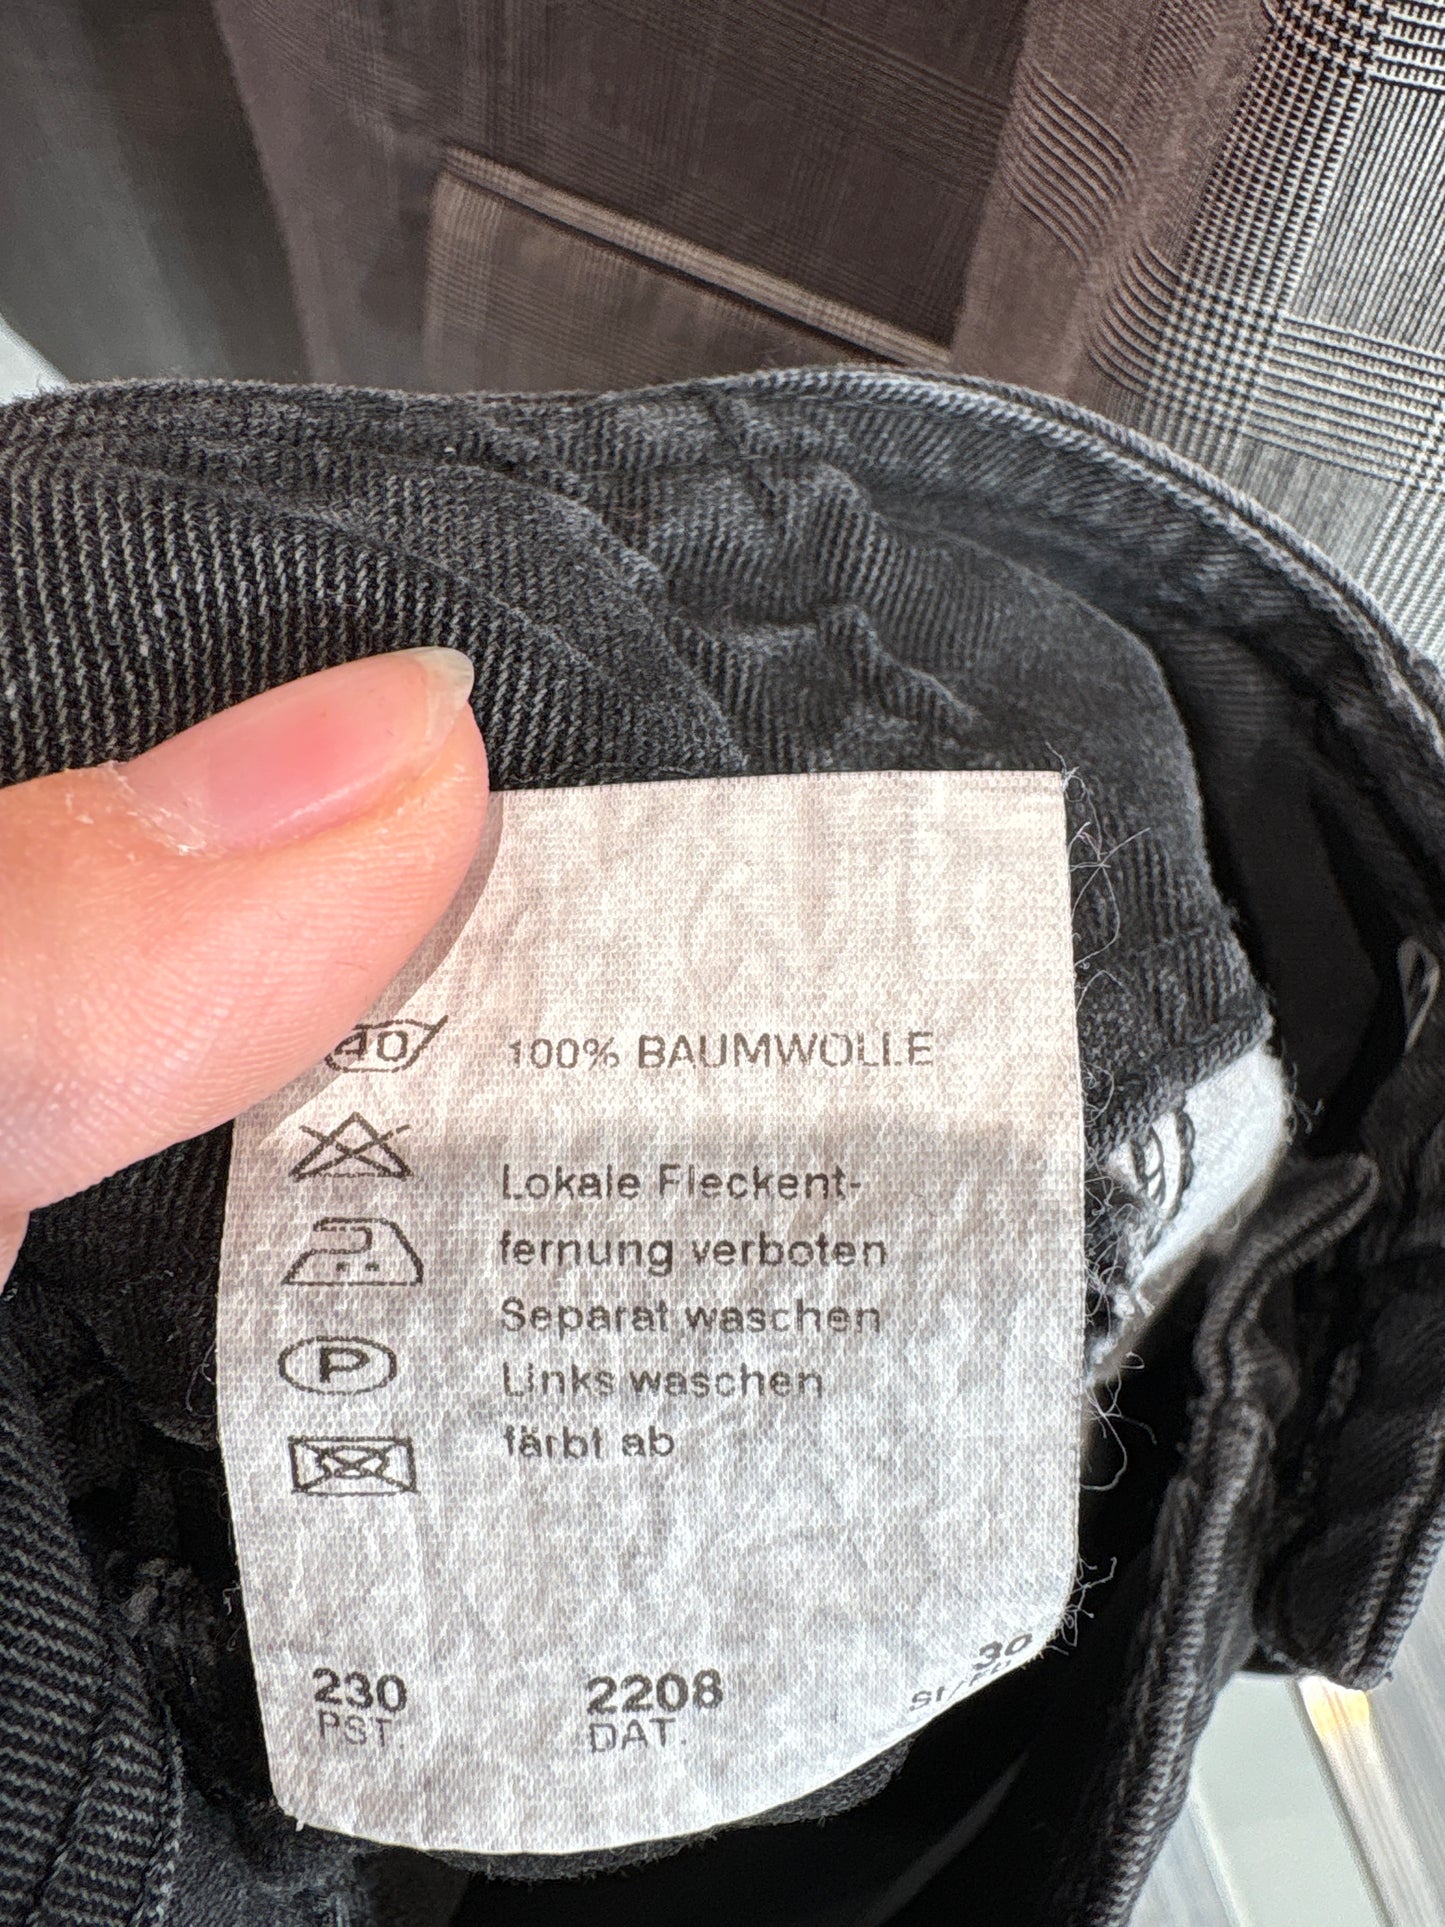 40
100% BAUMWOLLE
Lokale Fleckent-
fernung verboten
Separat waschen
P
Links waschen
färbt ab
230
PST.
2208
DAT.
30